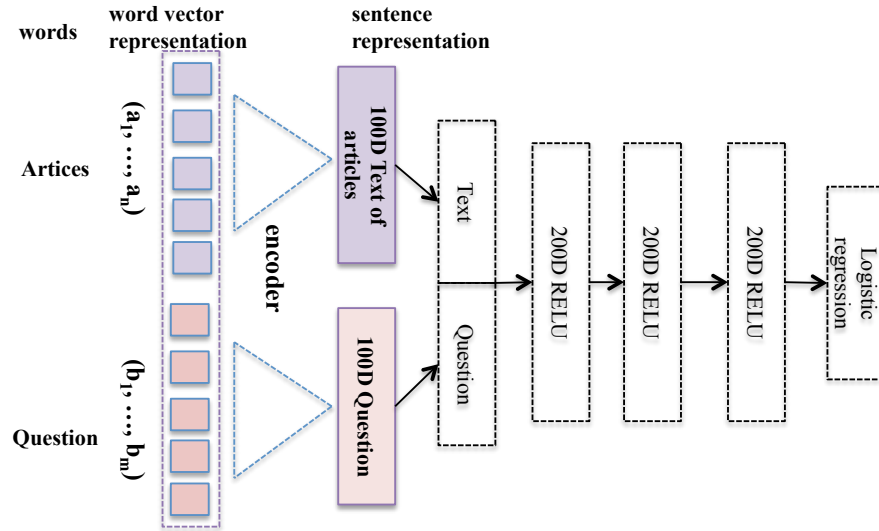 words
word vector
representation
sentence
representation
Artices
(a1, …, an)
encoder
100D Text of
articles
Text
200D RELU
200D RELU
200D RELU
Logistic
regression
Question
(b1, …, bm)
100D Question
Question